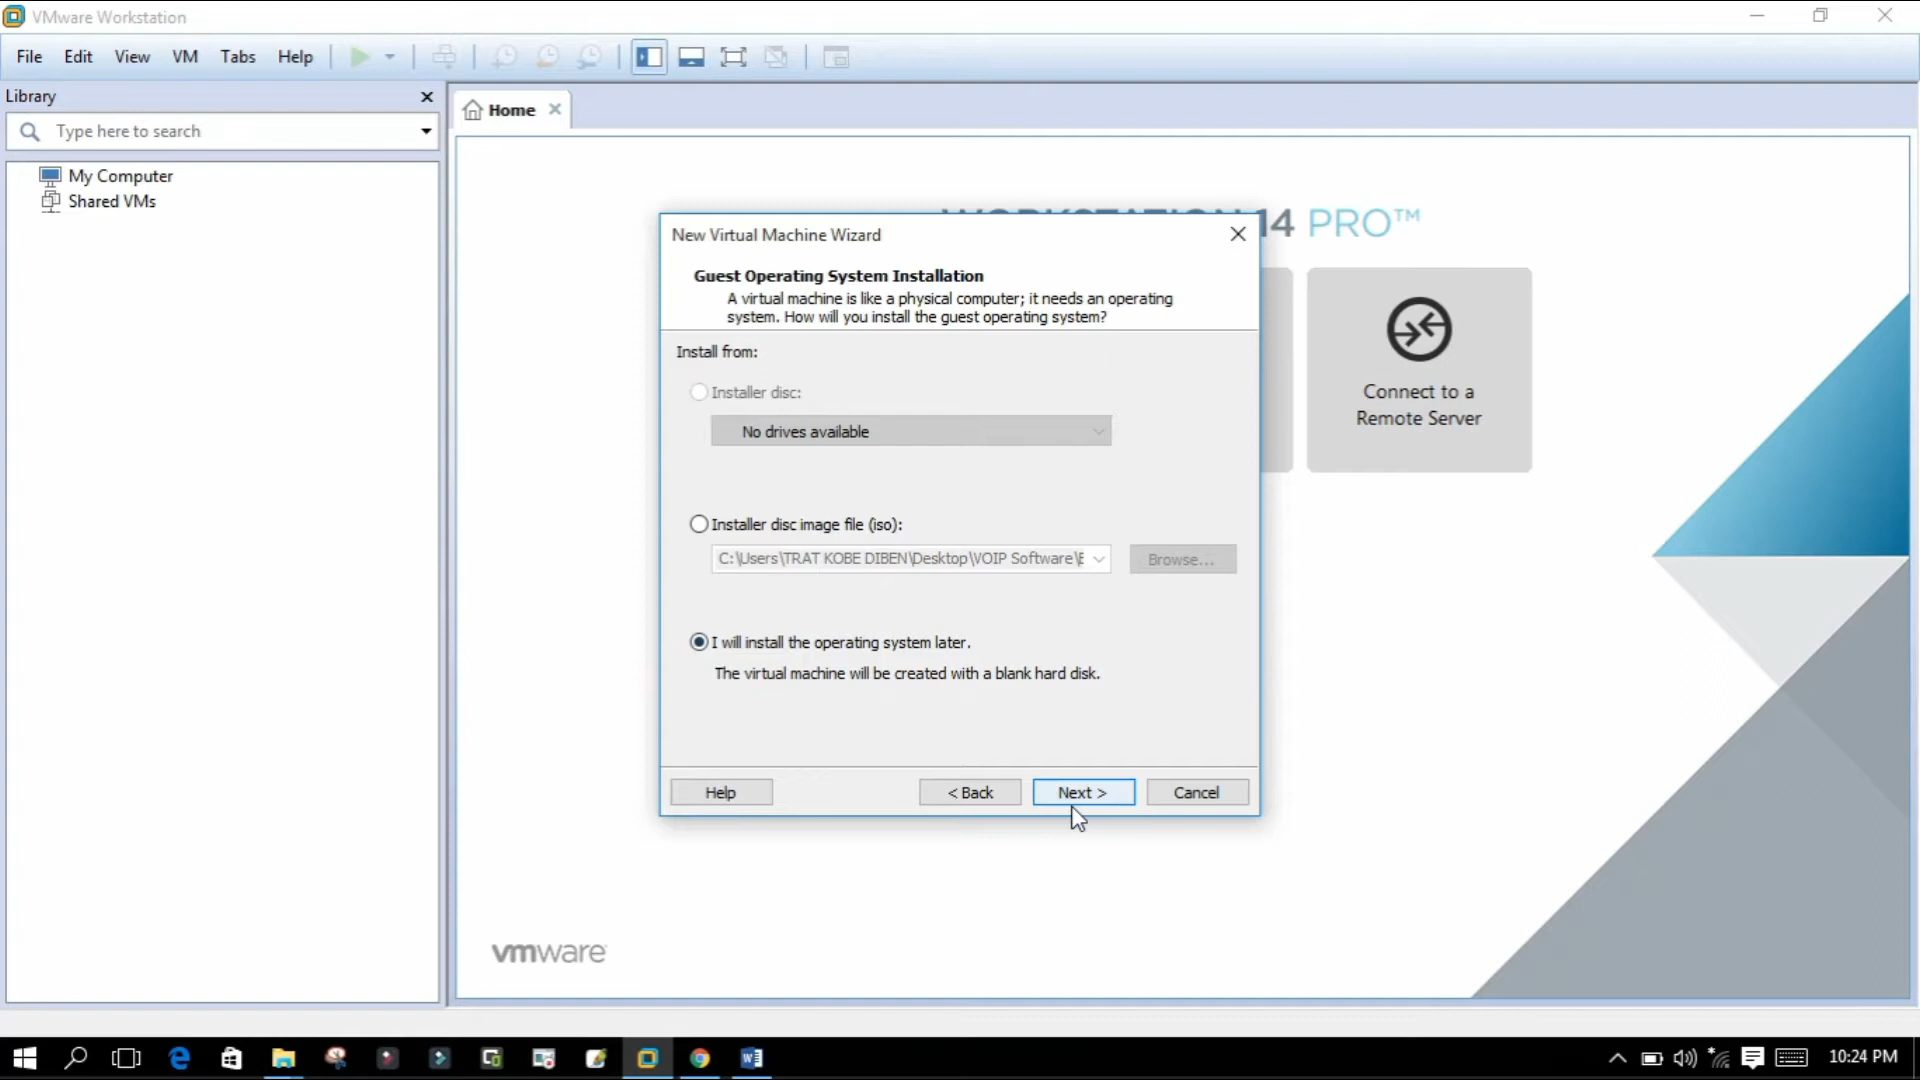 VMware Workstation
File Edit View VM Tabs Help
Library
Type here to search
My Computer
Shared VMs
Home
14 PRO™
New Virtual Machine Wizard
Guest Operating System Installation
A virtual machine is like a physical computer; it needs an operating
system. How will you install the guest operating system?
Install from:
Installer disc:
No drives available
Installer disc image file (iso):
C:\Users\TRAT KOBE DIBEN\Desktop\VOIP Software\
Browse...
I will install the operating system later.
The virtual machine will be created with a blank hard disk.
Help
< Back
Next >
Cancel
Connect to a
Remote Server
vmware
10:24 PM